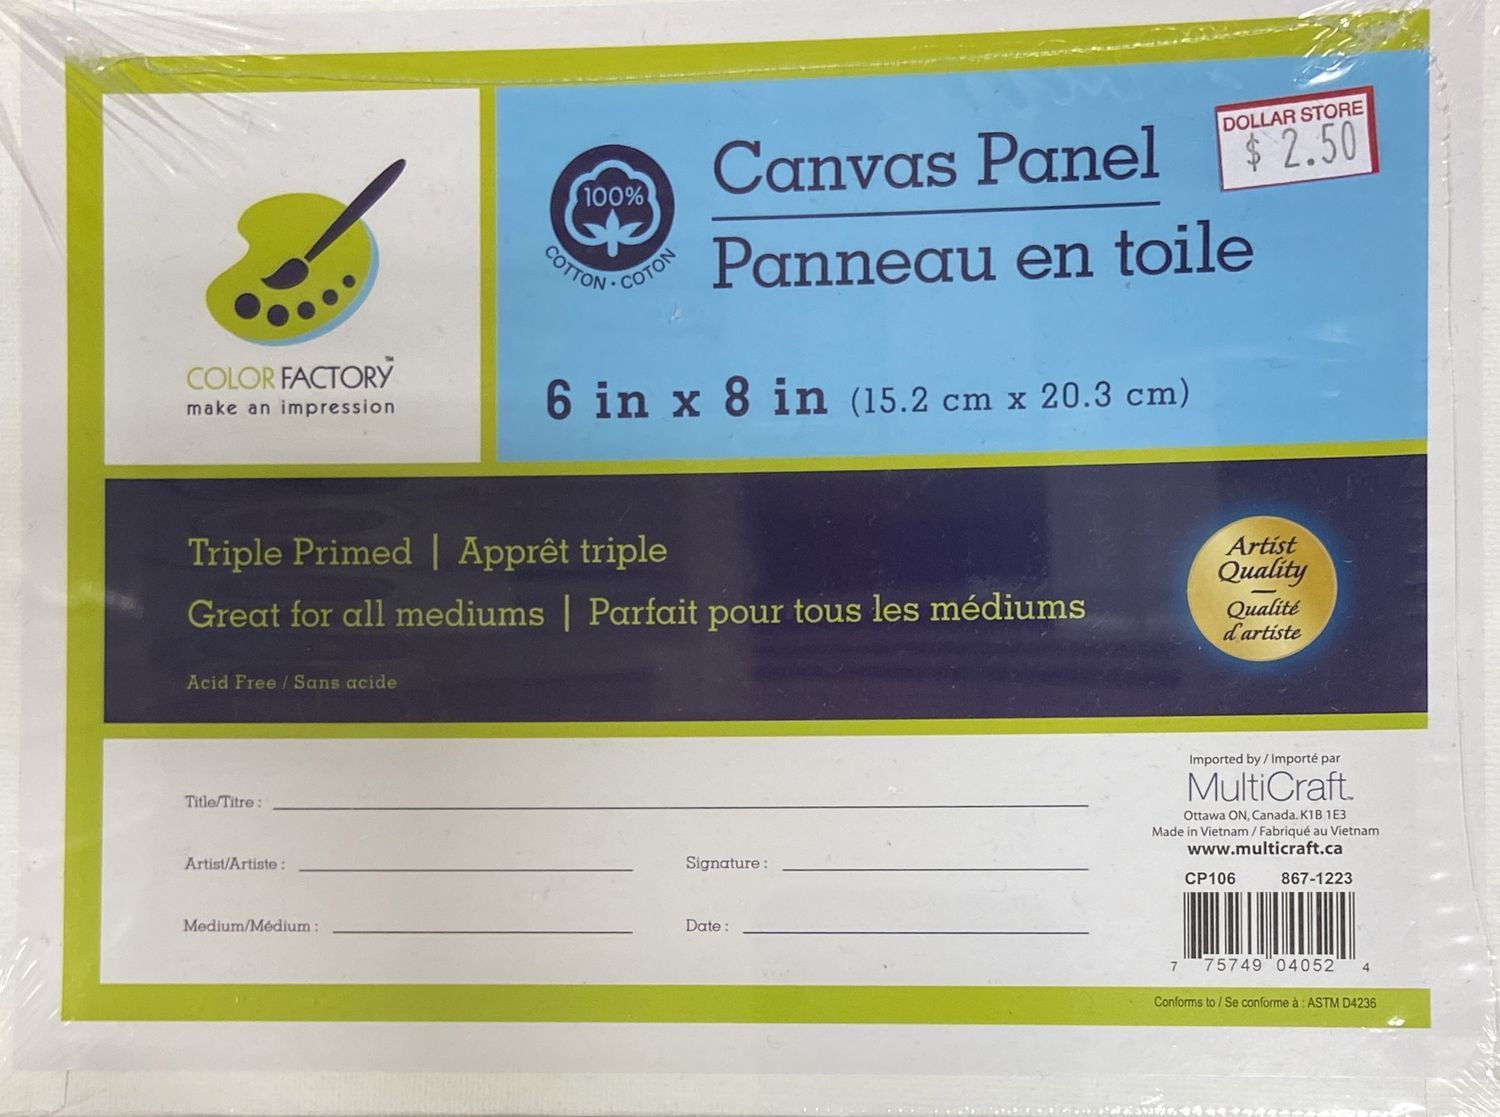 DOLLAR STORE
$ 2.50
100%
COTTON · COTON
Canvas Panel
Panneau en toile
6 in x 8 in (15.2 cm x 20.3 cm)
COLOR FACTORY™
make an impression
Triple Primed | Apprêt triple
Great for all mediums | Parfait pour tous les médiums
Acid Free / Sans acide
Artist
Quality
Qualité
d'artiste
Title/Titre :
Artist/Artiste :
Signature :
Medium/Médium :
Date :
Imported by / Importé par
MultiCraft™
Ottawa ON, Canada. K1B 1E3
Made in Vietnam / Fabriqué au Vietnam
www.multicraft.ca
CP106 867-1223
7 75749 04052 4
Conforms to / Se conforme à : ASTM D4236